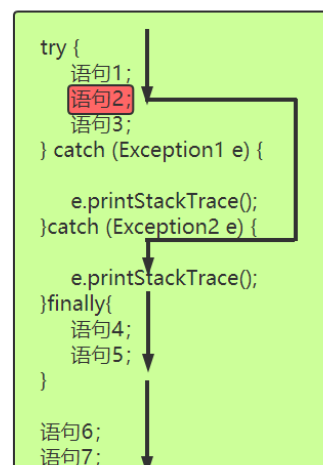 try {
语句1;
语句2;
语句3;
} catch (Exception1 e) {
e.printStackTrace();
}catch (Exception2 e) {
e.printStackTrace();
}finally{
语句4;
语句5;
}
语句6;
语句7;